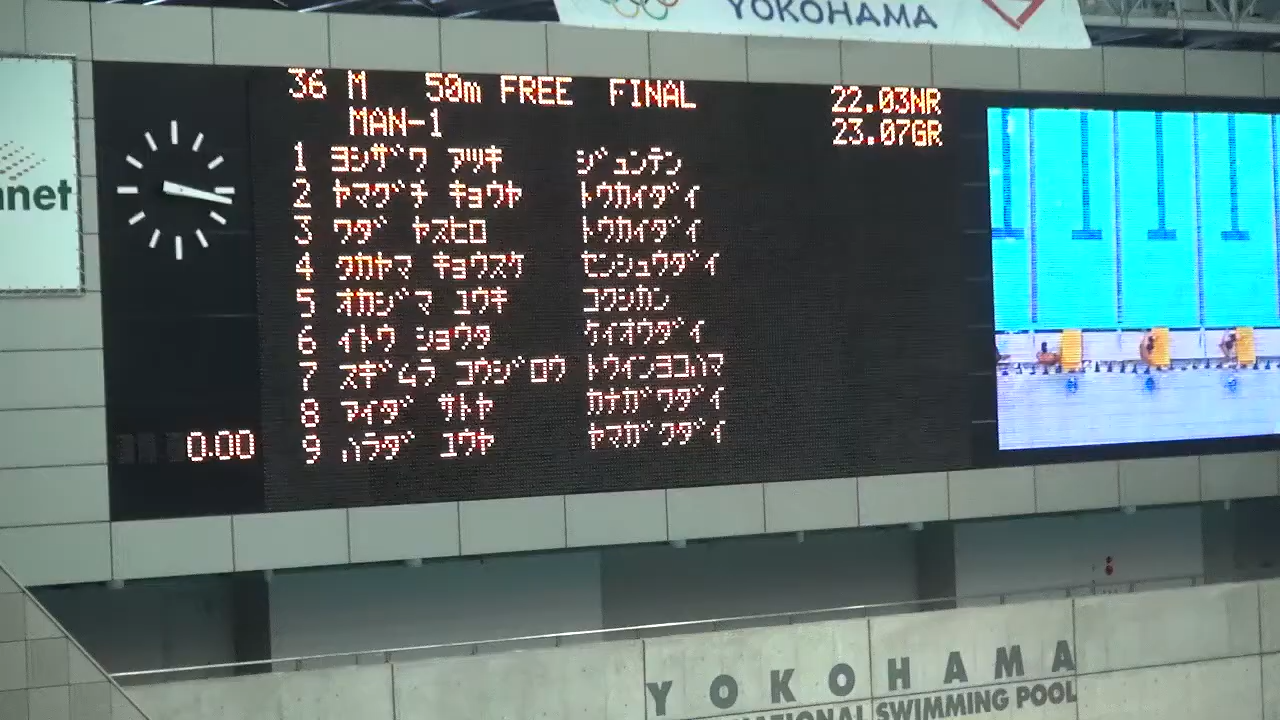 YOKOHAMA
36 M 50m FREE FINAL 22.03NR
MAN-1 23.07GR
1 ヨシザワ アツキ ジュンテン
2 ヤマグチ キョウヤ トウカイダイ
3 ワダ ヤスヒロ トウカイダイ
4 タカヤマ キョウスケ センシュウダイ
5 オカジマ ユウキ コクシカン
6 イトウ ショウタ ケイオウダイ
7 スギムラ コウジロウ トウインヨコハマ
8 アイダ サトヤ カナガワダイ
9 ハラダ ユウヤ ヤマガクダイ
0.00
YOKOHAMA
SWIMMING POOL